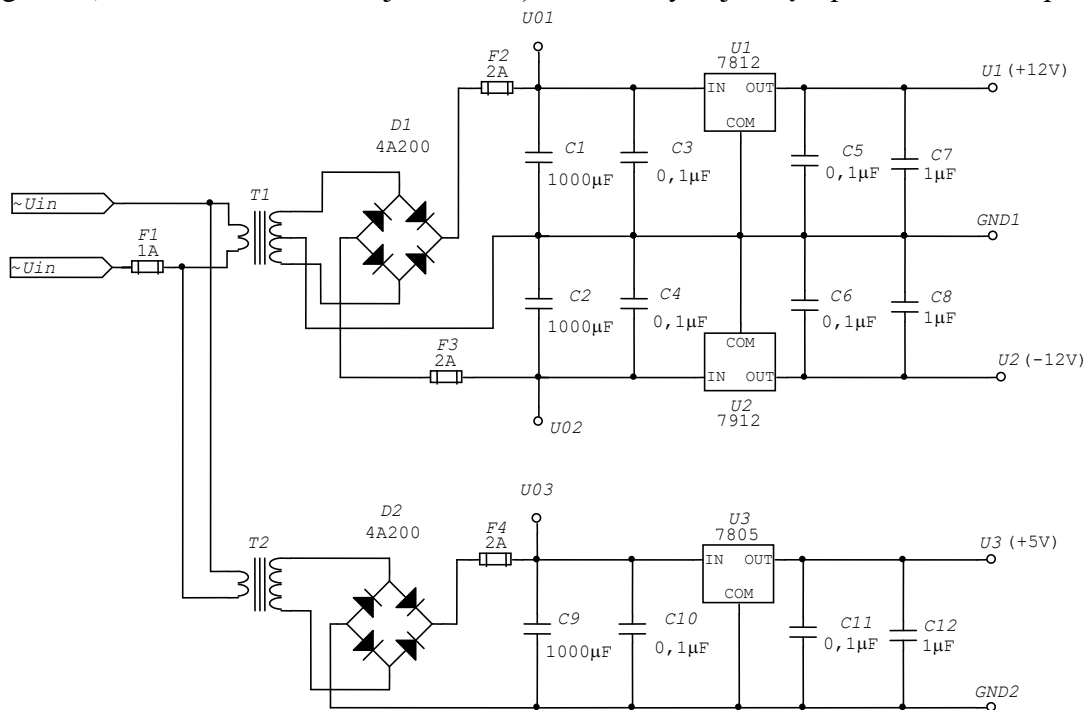 U01
F2
2A
U1
7812
U1 (+12V)
IN OUT
COM
D1
4A200
C1
1000µF
C3
0,1µF
C5
0,1µF
C7
1µF
~Uin
T1
GND1
F1
1A
~Uin
C2
1000µF
C4
0,1µF
C6
0,1µF
C8
1µF
F3
2A
COM
IN OUT
U2 (-12V)
U2
7912
U02
U03
D2
4A200
F4
2A
U3
7805
U3 (+5V)
T2
IN OUT
COM
C9
1000µF
C10
0,1µF
C11
0,1µF
C12
1µF
GND2